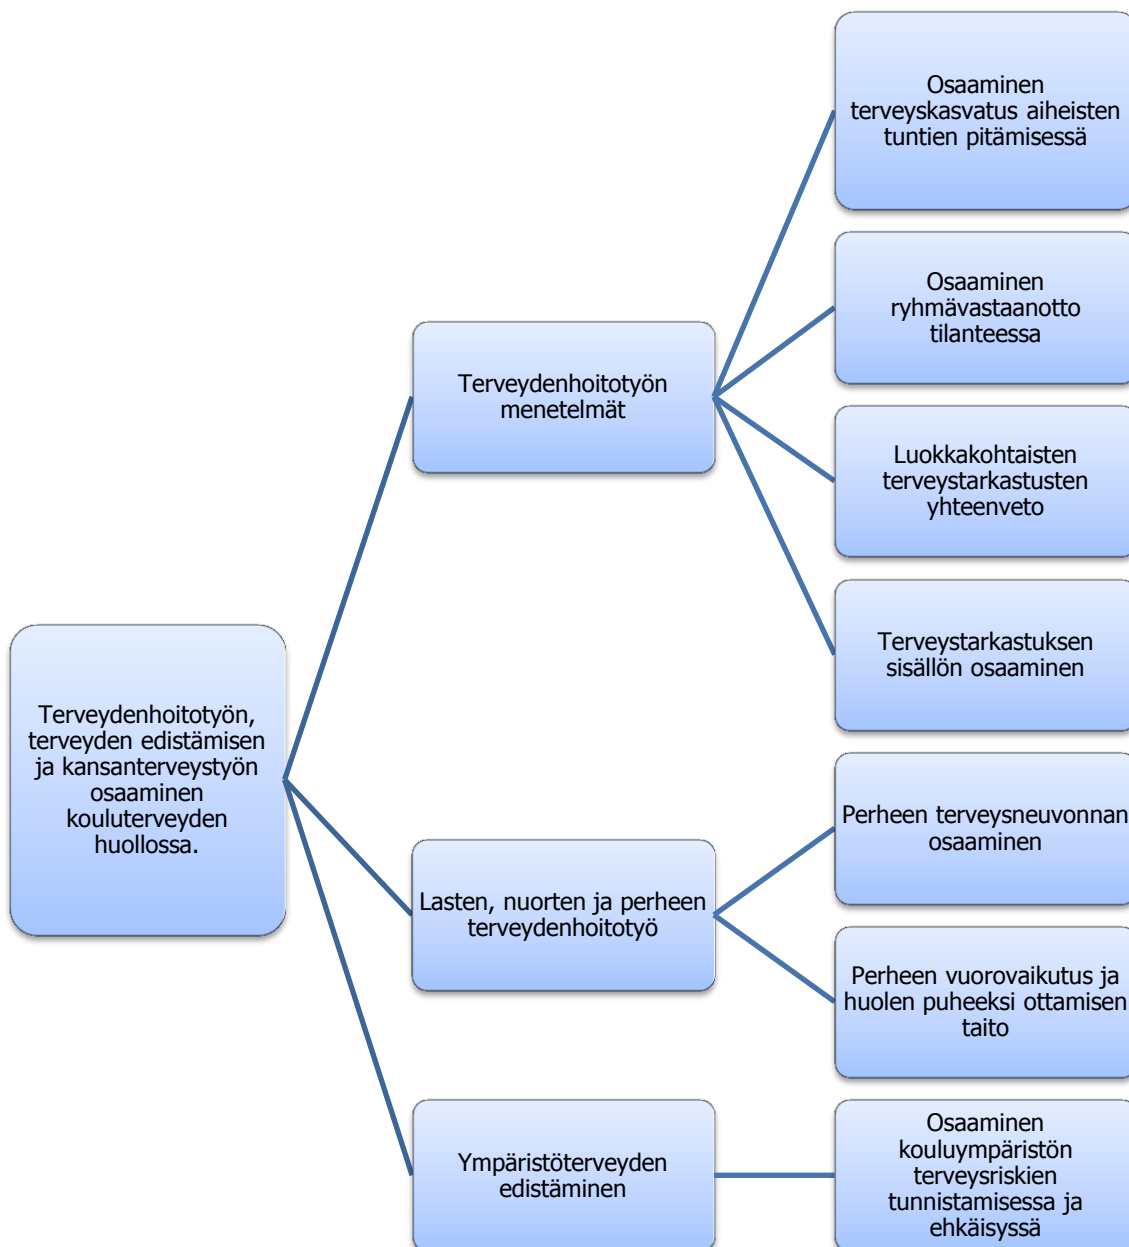 Osaaminen
terveyskasvatus aiheisten
tuntien pitämisessä
Osaaminen
ryhmävastaanotto
tilanteessa
Terveydenhoitotyön
menetelmät
Luokkakohtaisten
terveystarkastusten
yhteenveto
Terveystarkastuksen
sisällön osaaminen
Terveydenhoitotyön,
terveyden edistämisen
ja kansanterveystyön
osaaminen
kouluterveyden
huollossa.
Perheen terveysneuvonnan
osaaminen
Lasten, nuorten ja perheen
terveydenhoitotyö
Perheen vuorovaikutus ja
huolen puheeksi ottamisen
taito
Ympäristöterveyden
edistäminen
Osaaminen
kouluympäristön
terveysriskien
tunnistamisessa ja
ehkäisyssä